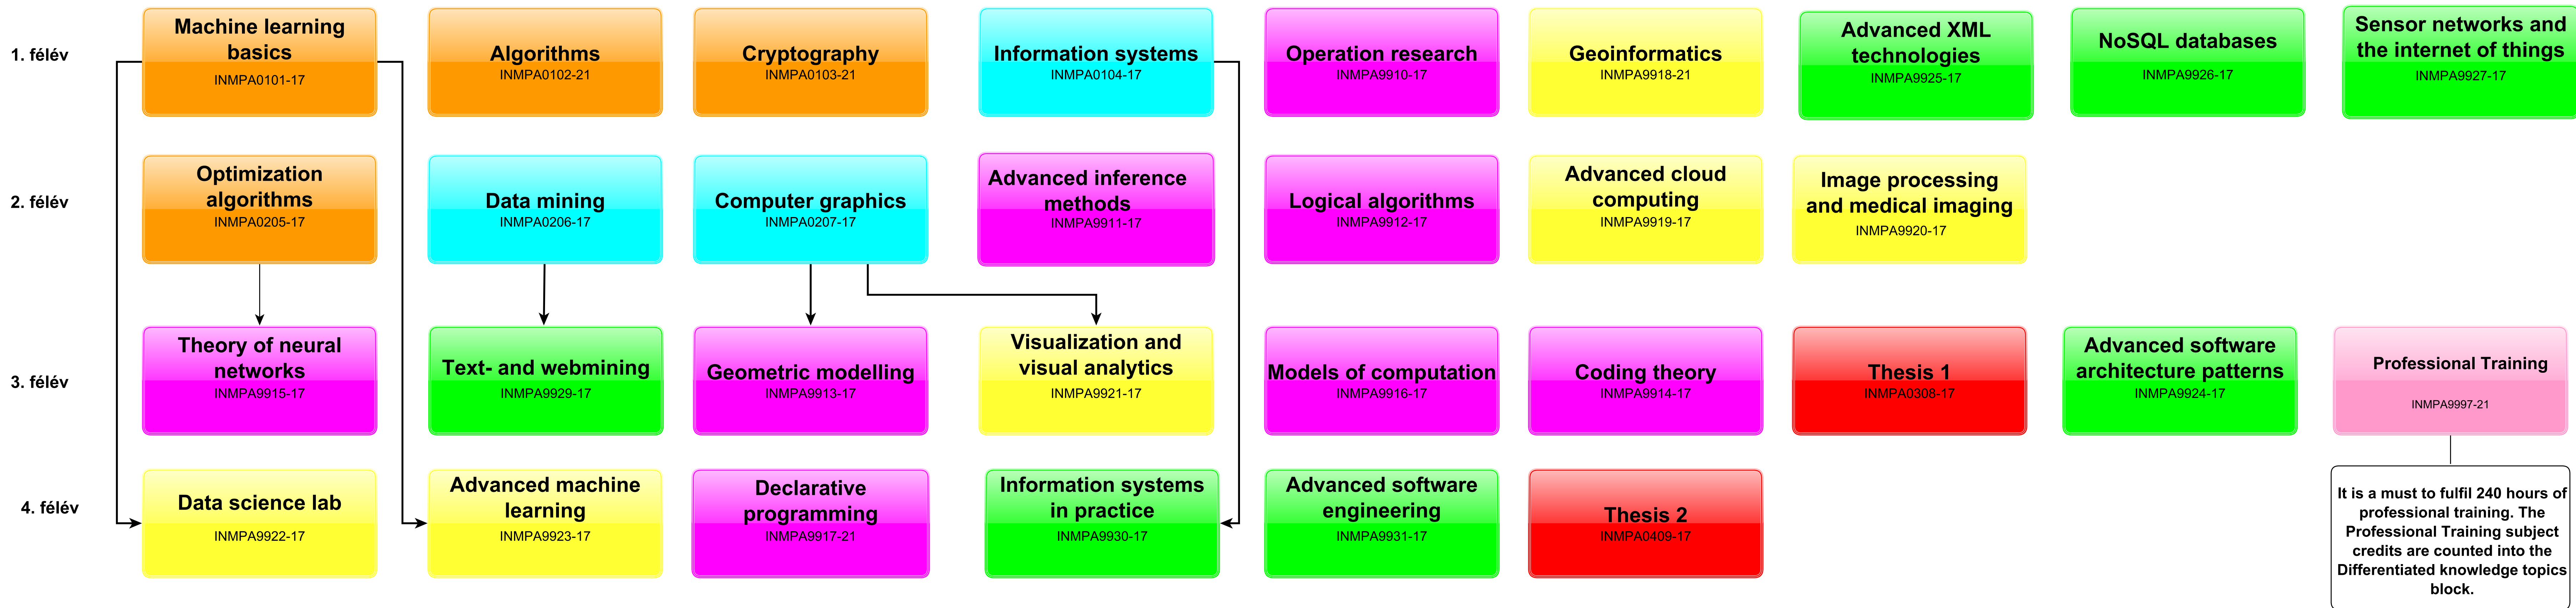 1. félév
Machine learning
basics
INMPA0101-17
Algorithms
INMPA0102-21
Cryptography
INMPA0103-21
Information systems
INMPA0104-17
Operation research
INMPA9910-17
Geoinformatics
INMPA9918-21
Advanced XML
technologies
INMPA9925-17
NoSQL databases
INMPA9926-17
Sensor networks and
the internet of things
INMPA9927-17
2. félév
Optimization
algorithms
INMPA0205-17
Data mining
INMPA0206-17
Computer graphics
INMPA0207-17
Advanced inference
methods
INMPA9911-17
Logical algorithms
INMPA9912-17
Advanced cloud
computing
INMPA9919-17
Image processing
and medical imaging
INMPA9920-17
3. félév
Theory of neural
networks
INMPA9915-17
Text- and webmining
INMPA9929-17
Geometric modelling
INMPA9913-17
Visualization and
visual analytics
INMPA9921-17
Models of computation
INMPA9916-17
Coding theory
INMPA9914-17
Thesis 1
INMPA0308-17
Advanced software
architecture patterns
INMPA9924-17
Professional Training
INMPA9997-21
4. félév
Data science lab
INMPA9922-17
Advanced machine
learning
INMPA9923-17
Declarative
programming
INMPA9917-21
Information systems
in practice
INMPA9930-17
Advanced software
engineering
INMPA9931-17
Thesis 2
INMPA0409-17
It is a must to fulfil 240 hours of
professional training. The
Professional Training subject
credits are counted into the
Differentiated knowledge topics
block.